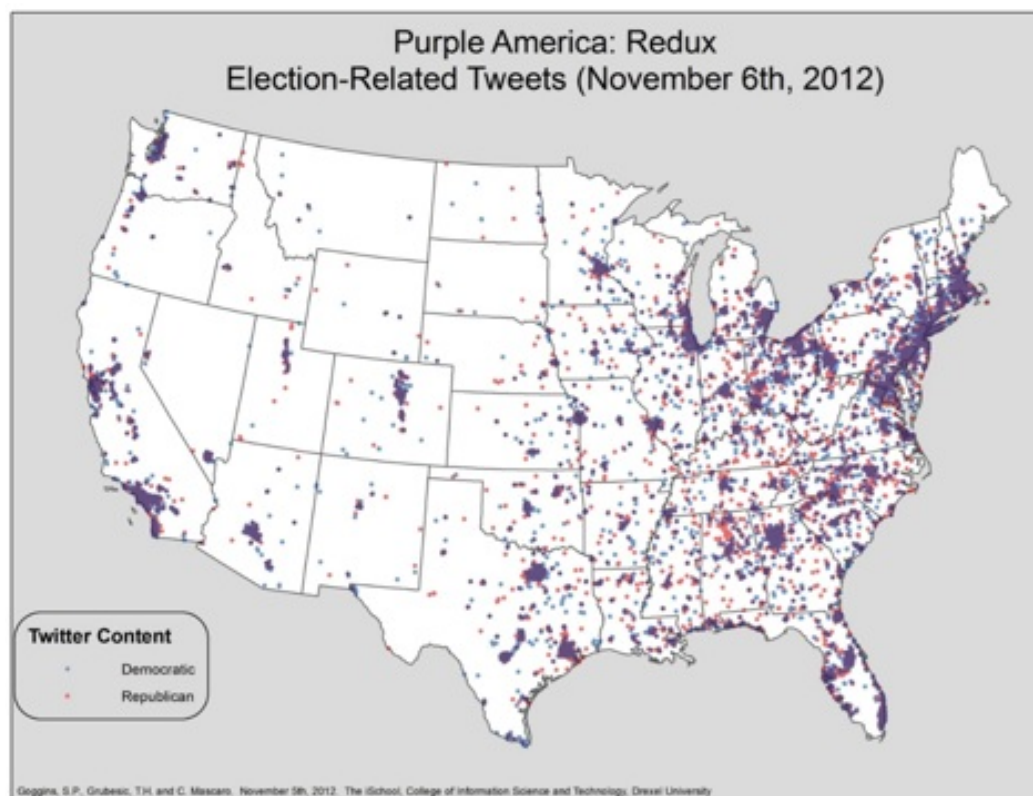 Purple America: Redux
Election-Related Tweets (November 6th, 2012)
Twitter Content
Democratic
Republican
Goggins, S.P., Grubesic, T.H. and C. Mascaro. November 5th, 2012. The iSchool, College of Information Science and Technology, Drexel University